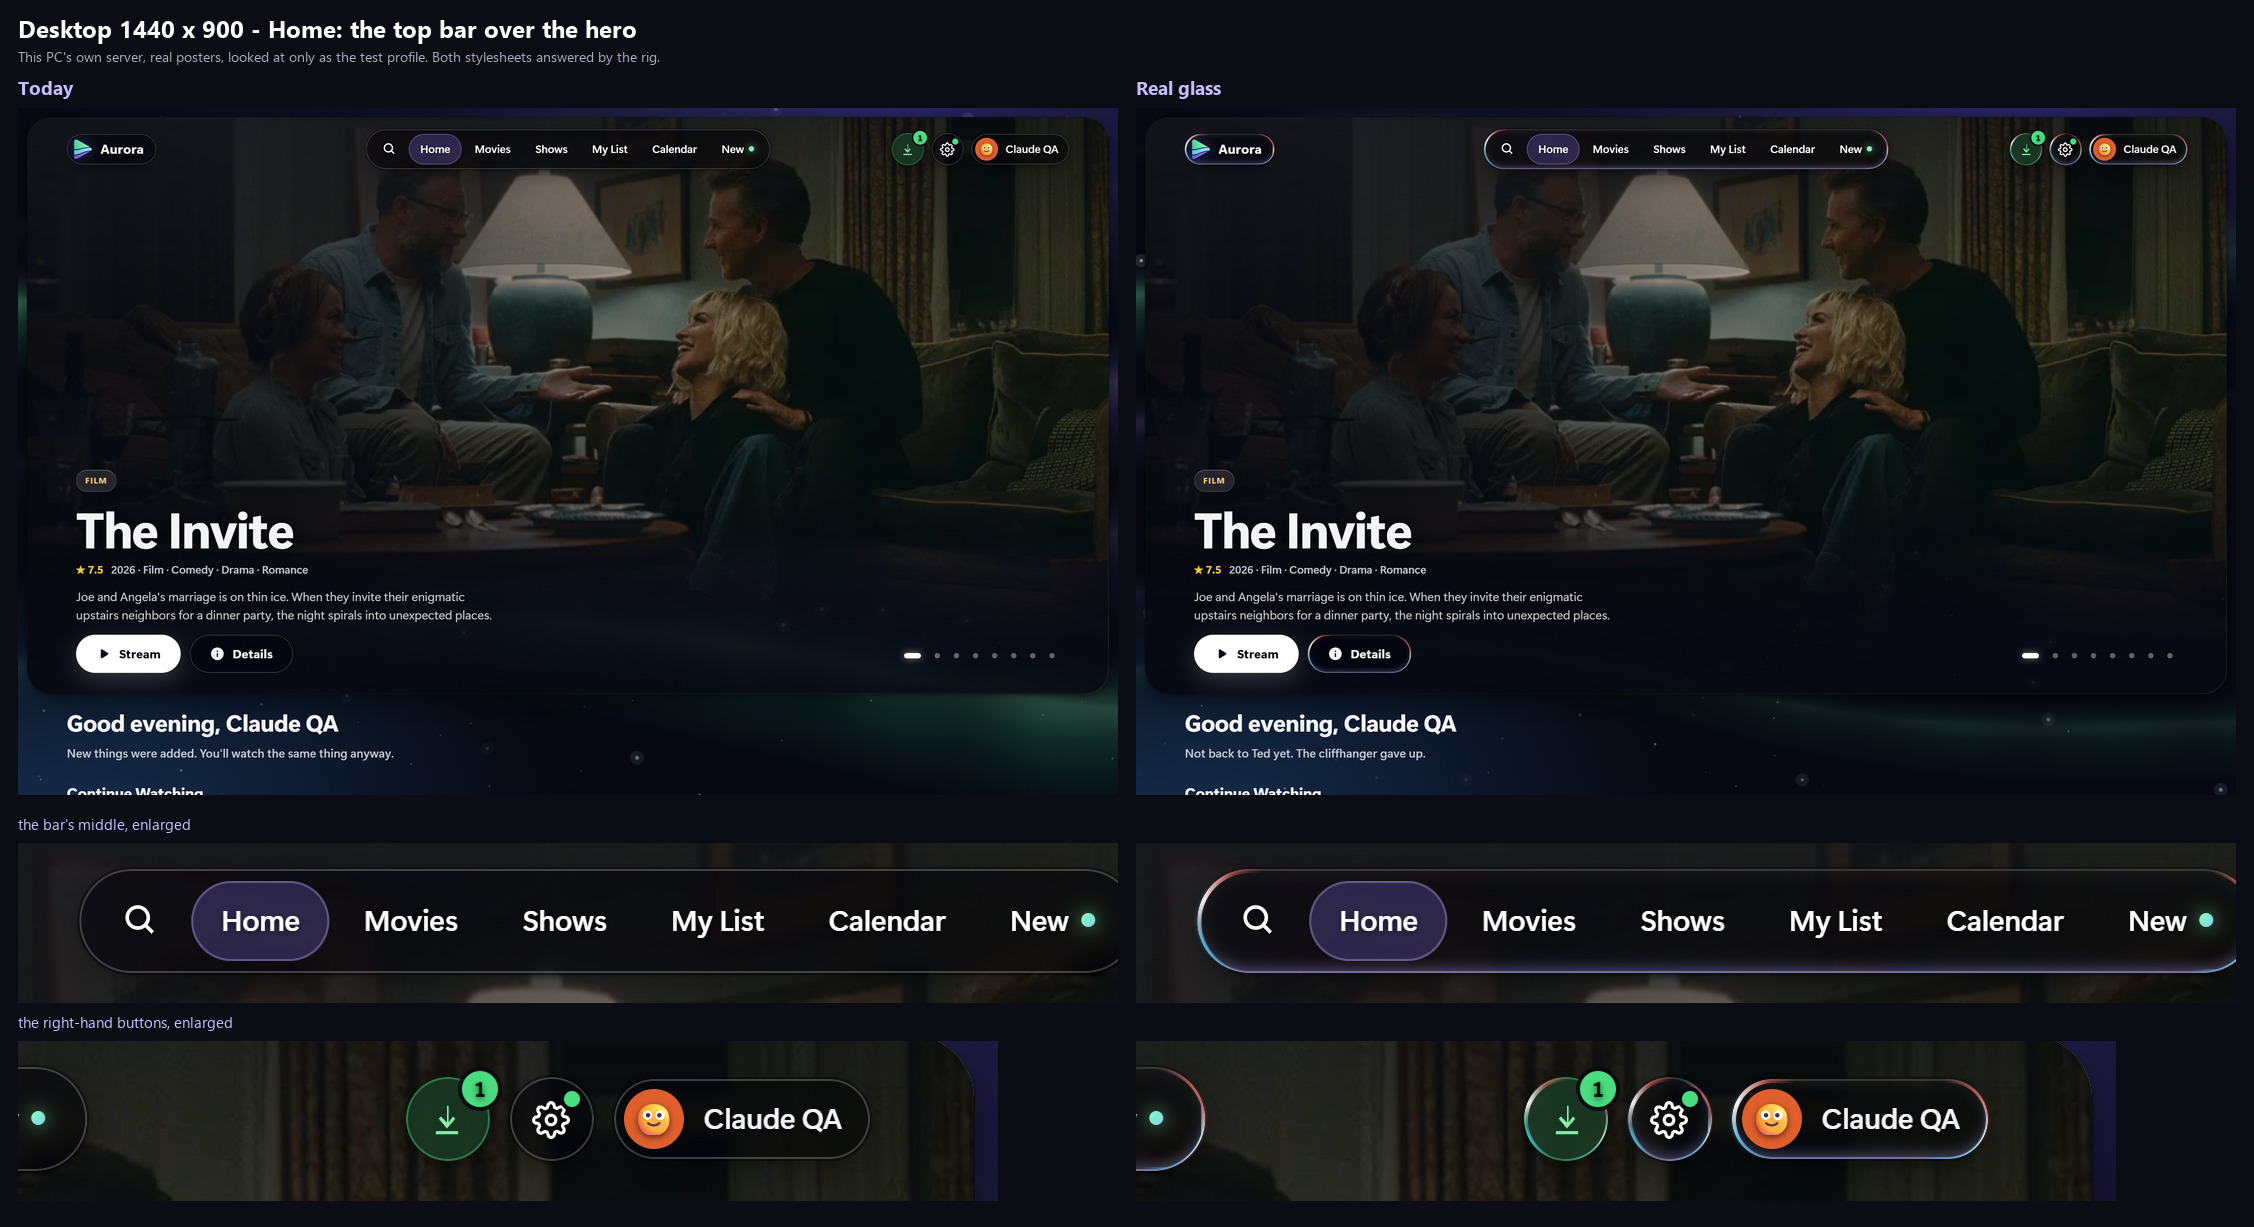 Desktop 1440 x 900 - Home: the top bar over the hero
This PC's own server, real posters, looked at only as the test profile. Both stylesheets answered by the rig.
Today
Aurora
Home Movies Shows My List Calendar New
1
Claude QA
FILM
The Invite
★ 7.5 2026 · Film · Comedy · Drama · Romance
Joe and Angela's marriage is on thin ice. When they invite their enigmatic
upstairs neighbors for a dinner party, the night spirals into unexpected places.
Stream Details
Good evening, Claude QA
New things were added. You'll watch the same thing anyway.
Continue Watching
Real glass
Aurora
Home Movies Shows My List Calendar New
1
Claude QA
FILM
The Invite
★ 7.5 2026 · Film · Comedy · Drama · Romance
Joe and Angela's marriage is on thin ice. When they invite their enigmatic
upstairs neighbors for a dinner party, the night spirals into unexpected places.
Stream Details
Good evening, Claude QA
Not back to Ted yet. The cliffhanger gave up.
Continue Watching
the bar's middle, enlarged
Home Movies Shows My List Calendar New
Home Movies Shows My List Calendar New
the right-hand buttons, enlarged
1
Claude QA
1
Claude QA